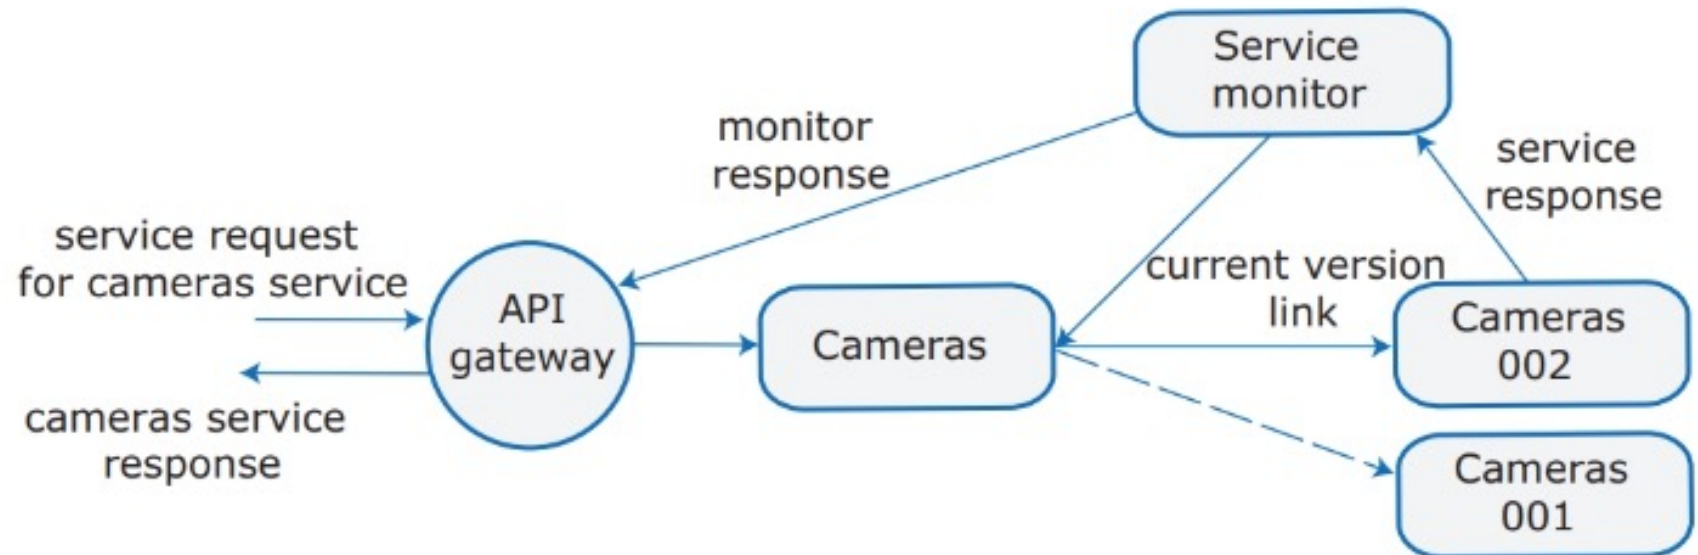 Service
monitor
monitor
response
service
response
service request
for cameras service
current version
link
API
gateway
Cameras
Cameras
002
cameras service
response
Cameras
001